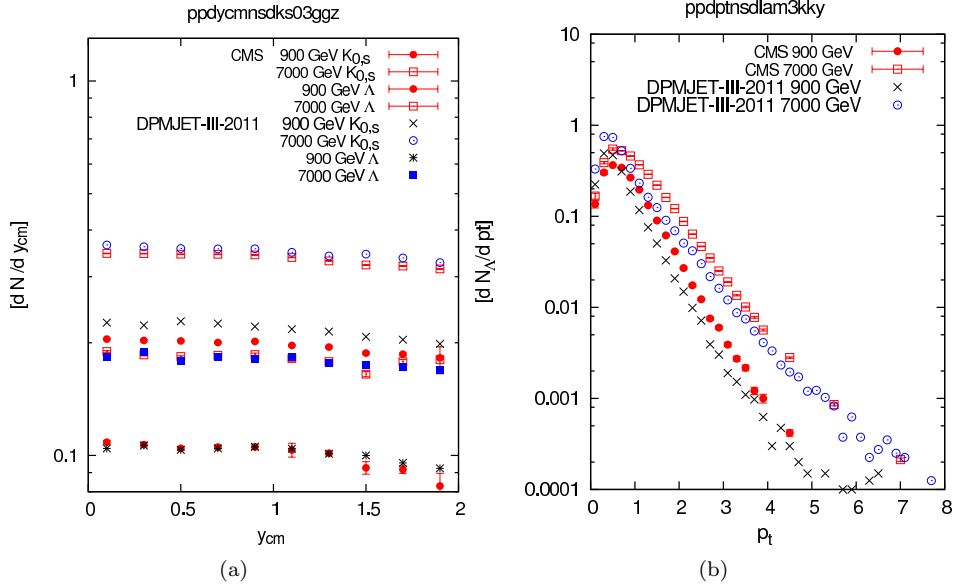 ppdycmnsdks03ggz
CMS 900 GeV K0,s
7000 GeV K0,s
900 GeV Λ
7000 GeV Λ
DPMJET-III-2011 900 GeV K0,s
7000 GeV K0,s
900 GeV Λ
7000 GeV Λ
[d N /d ycm]
1
0.1
0 0.5 1 1.5 2
ycm
(a)
ppdptnsdlam3kky
CMS 900 GeV
CMS 7000 GeV
DPMJET-III-2011 900 GeV
DPMJET-III-2011 7000 GeV
[d NΛ/d pt]
10
1
0.1
0.01
0.001
0.0001
0 1 2 3 4 5 6 7 8
pt
(b)